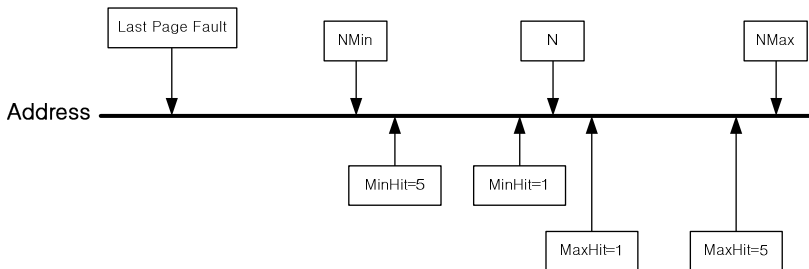 Last Page Fault
NMin
N
NMax
Address
MinHit=5
MinHit=1
MaxHit=1
MaxHit=5